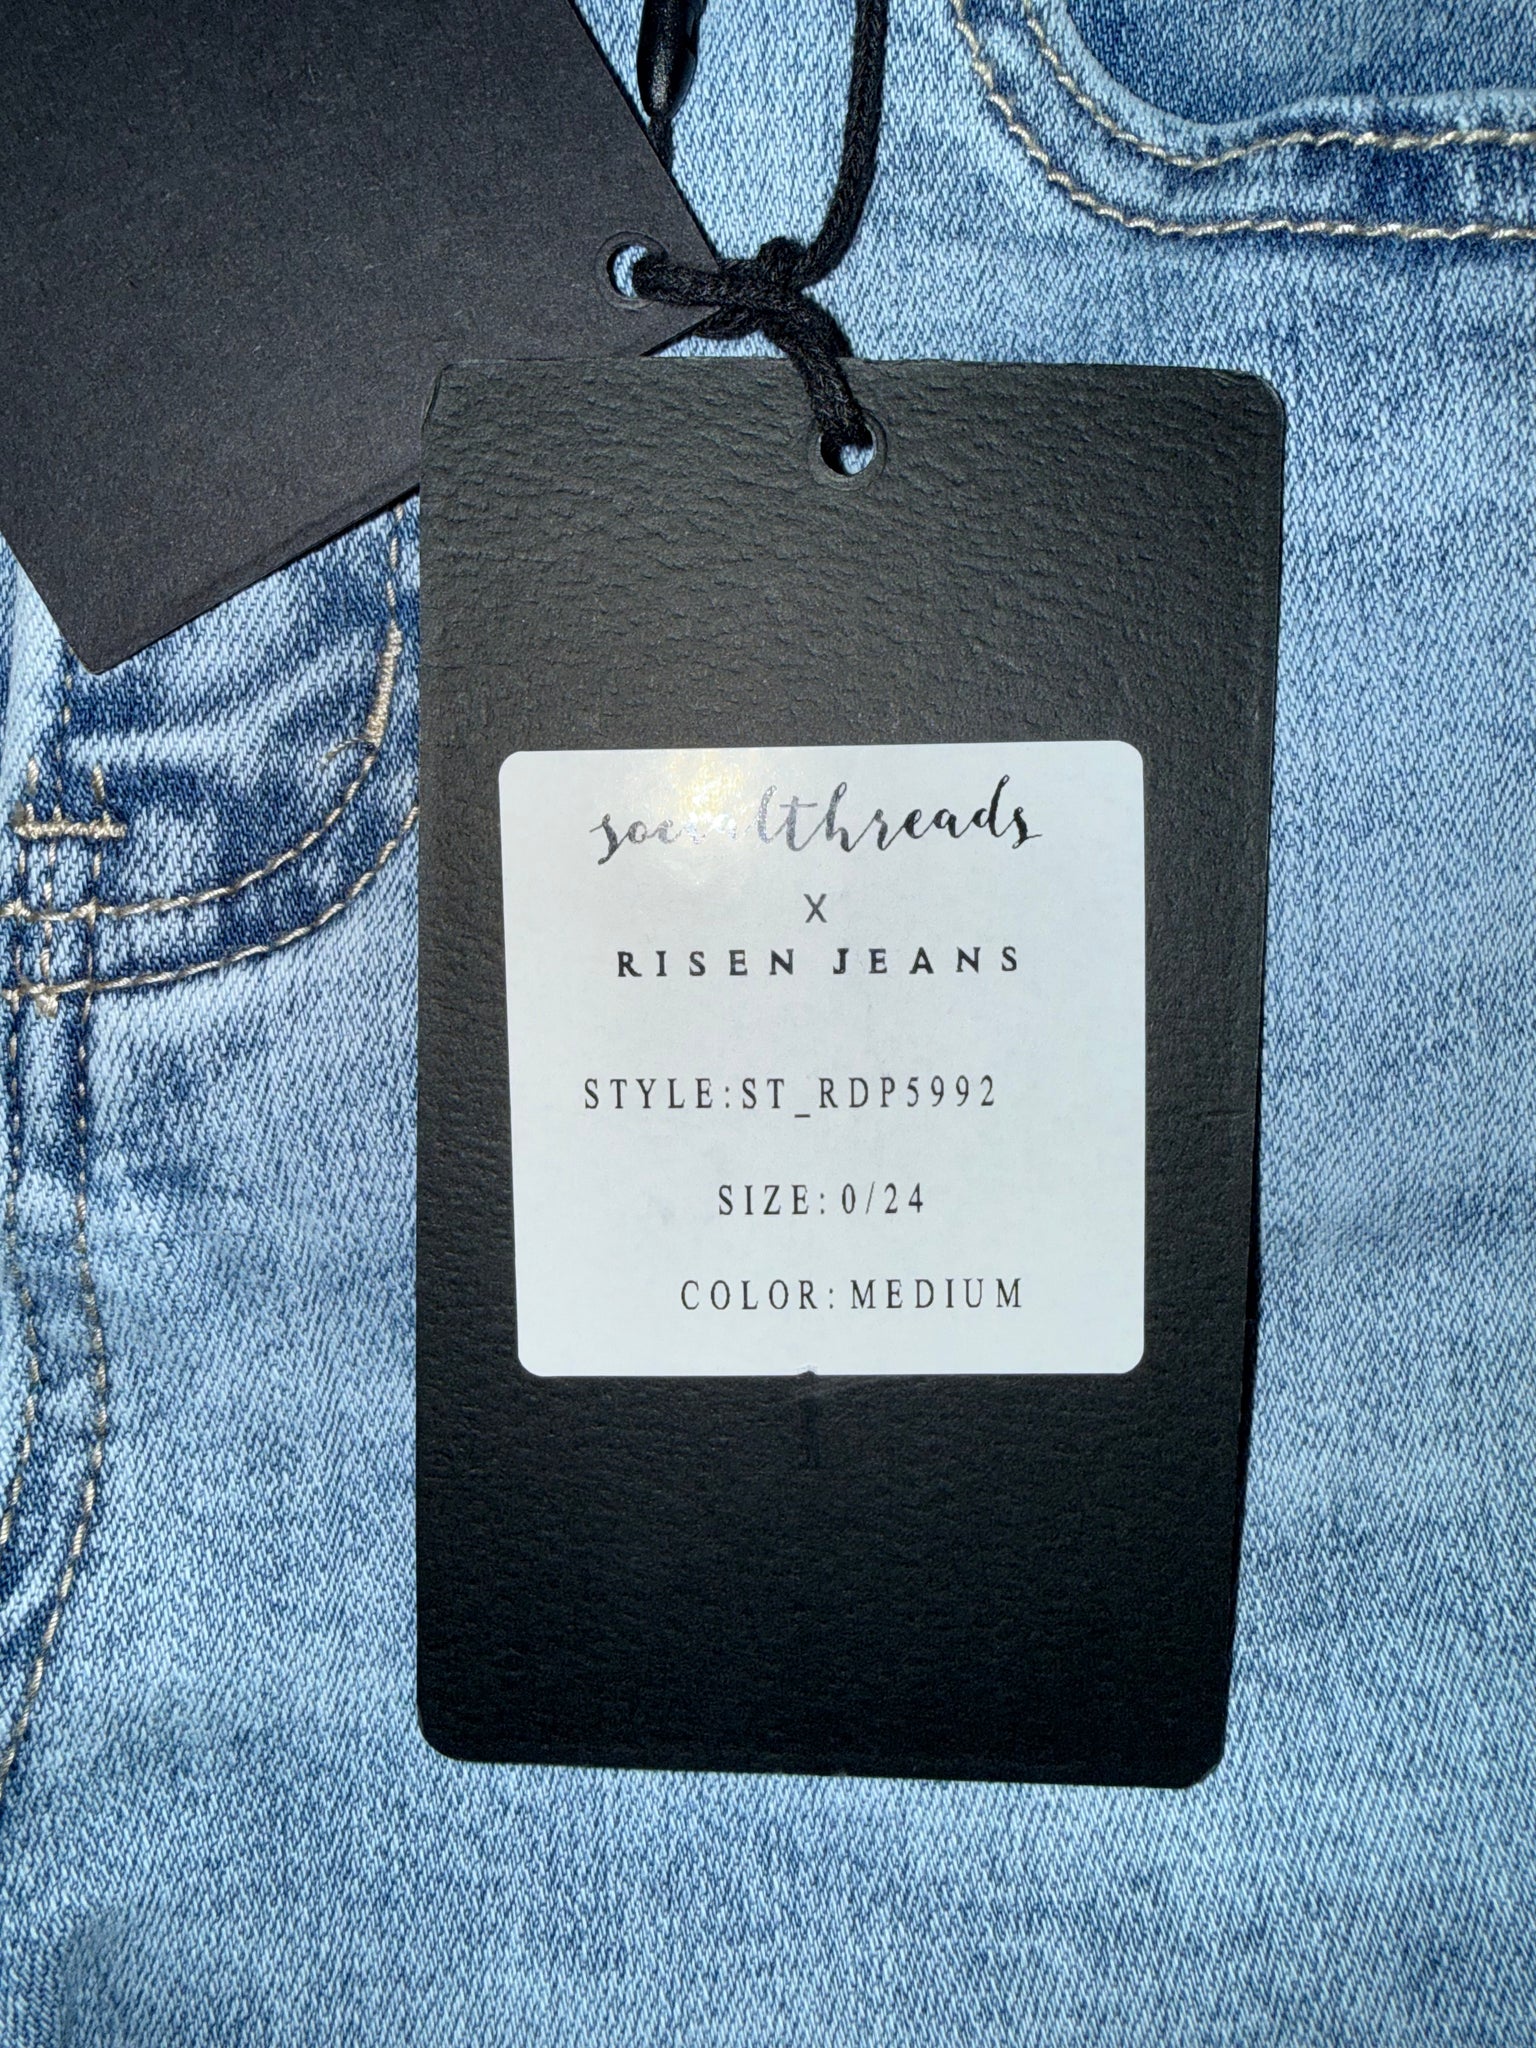 socialthreads
X
RISEN JEANS
STYLE:ST_RDP5992
SIZE:0/24
COLOR:MEDIUM